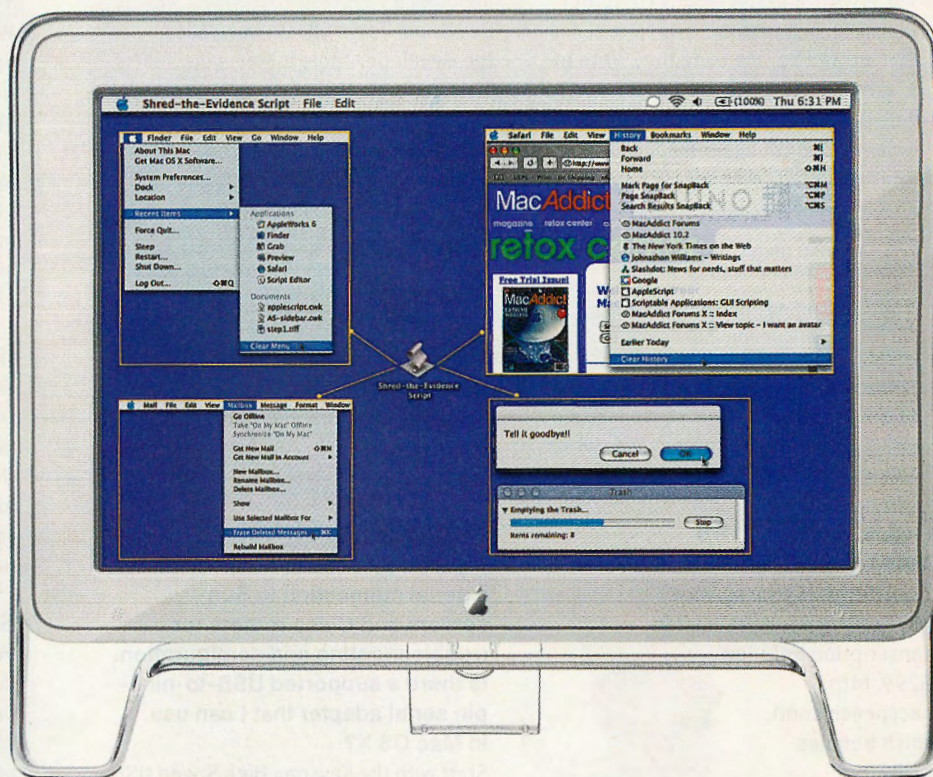 Shred-the-Evidence Script File Edit (100%) Thu 6:31 PM
Finder File Edit View Go Window Help
About This Mac
Get Mac OS X Software...
System Preferences...
Dock
Location
Recent Items
Force Quit...
Sleep
Restart...
Shut Down...
Log Out... ⇧⌘Q
Applications
AppleWorks 6
Finder
Grab
Preview
Safari
Script Editor
Documents
applescript.cwk
AS-sidebar.cwk
step1.tiff
Clear Menu
Safari File Edit View History Bookmarks Window Help
http://www
MacAddict
magazine refox center
refox c
Free Trial Issue!
MacAddict
Back ⌘[
Forward ⌘]
Home ⇧⌘H
Mark Page for SnapBack ⌥⌘M
Page SnapBack ⌥⌘P
Search Results SnapBack ⌥⌘S
MacAddict Forums
MacAddict 10.2
The New York Times on the Web
Johnathon Williams - Writings
Slashdot: News for nerds, stuff that matters
Google
AppleScript
Scriptable Applications: GUI Scripting
MacAddict Forums X :: Index
MacAddict Forums X :: View topic - I want an avatar
Earlier Today
Clear History
Shred-the-Evidence
Script
Mail File Edit View Mailbox Message Format Window
Go Offline
Take "On My Mac" Offline
Synchronize "On My Mac"
Get New Mail ⇧⌘N
Get New Mail in Account
New Mailbox...
Rename Mailbox...
Delete Mailbox...
Show
Use Selected Mailbox For
Erase Deleted Messages ⌘K
Rebuild Mailbox
Tell it goodbye!!
Cancel OK
Trash
Emptying the Trash...
Stop
Items remaining: 8